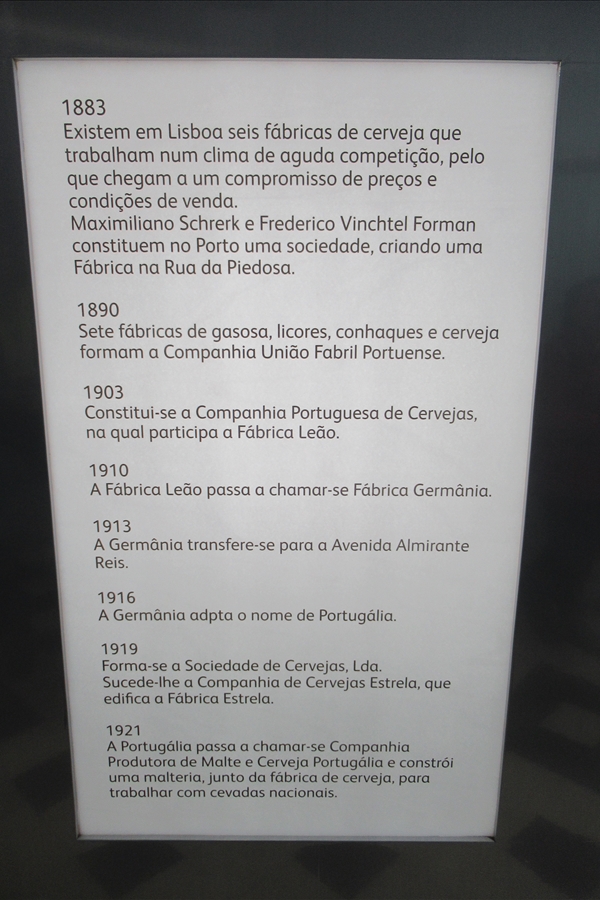 1883
Existem em Lisboa seis fábricas de cerveja que
trabalham num clima de aguda competição, pelo
que chegam a um compromisso de preços e
condições de venda.
Maximiliano Schrerk e Frederico Vinchtel Forman
constituem no Porto uma sociedade, criando uma
Fábrica na Rua da Piedosa.
1890
Sete fábricas de gasosa, licores, conhaques e cerveja
formam a Companhia União Fabril Portuense.
1903
Constitui-se a Companhia Portuguesa de Cervejas,
na qual participa a Fábrica Leão.
1910
A Fábrica Leão passa a chamar-se Fábrica Germânia.
1913
A Germânia transfere-se para a Avenida Almirante
Reis.
1916
A Germânia adpta o nome de Portugália.
1919
Forma-se a Sociedade de Cervejas, Lda.
Sucede-lhe a Companhia de Cervejas Estrela, que
edifica a Fábrica Estrela.
1921
A Portugália passa a chamar-se Companhia
Produtora de Malte e Cerveja Portugália e constrói
uma malteria, junto da fábrica de cerveja, para
trabalhar com cevadas nacionais.